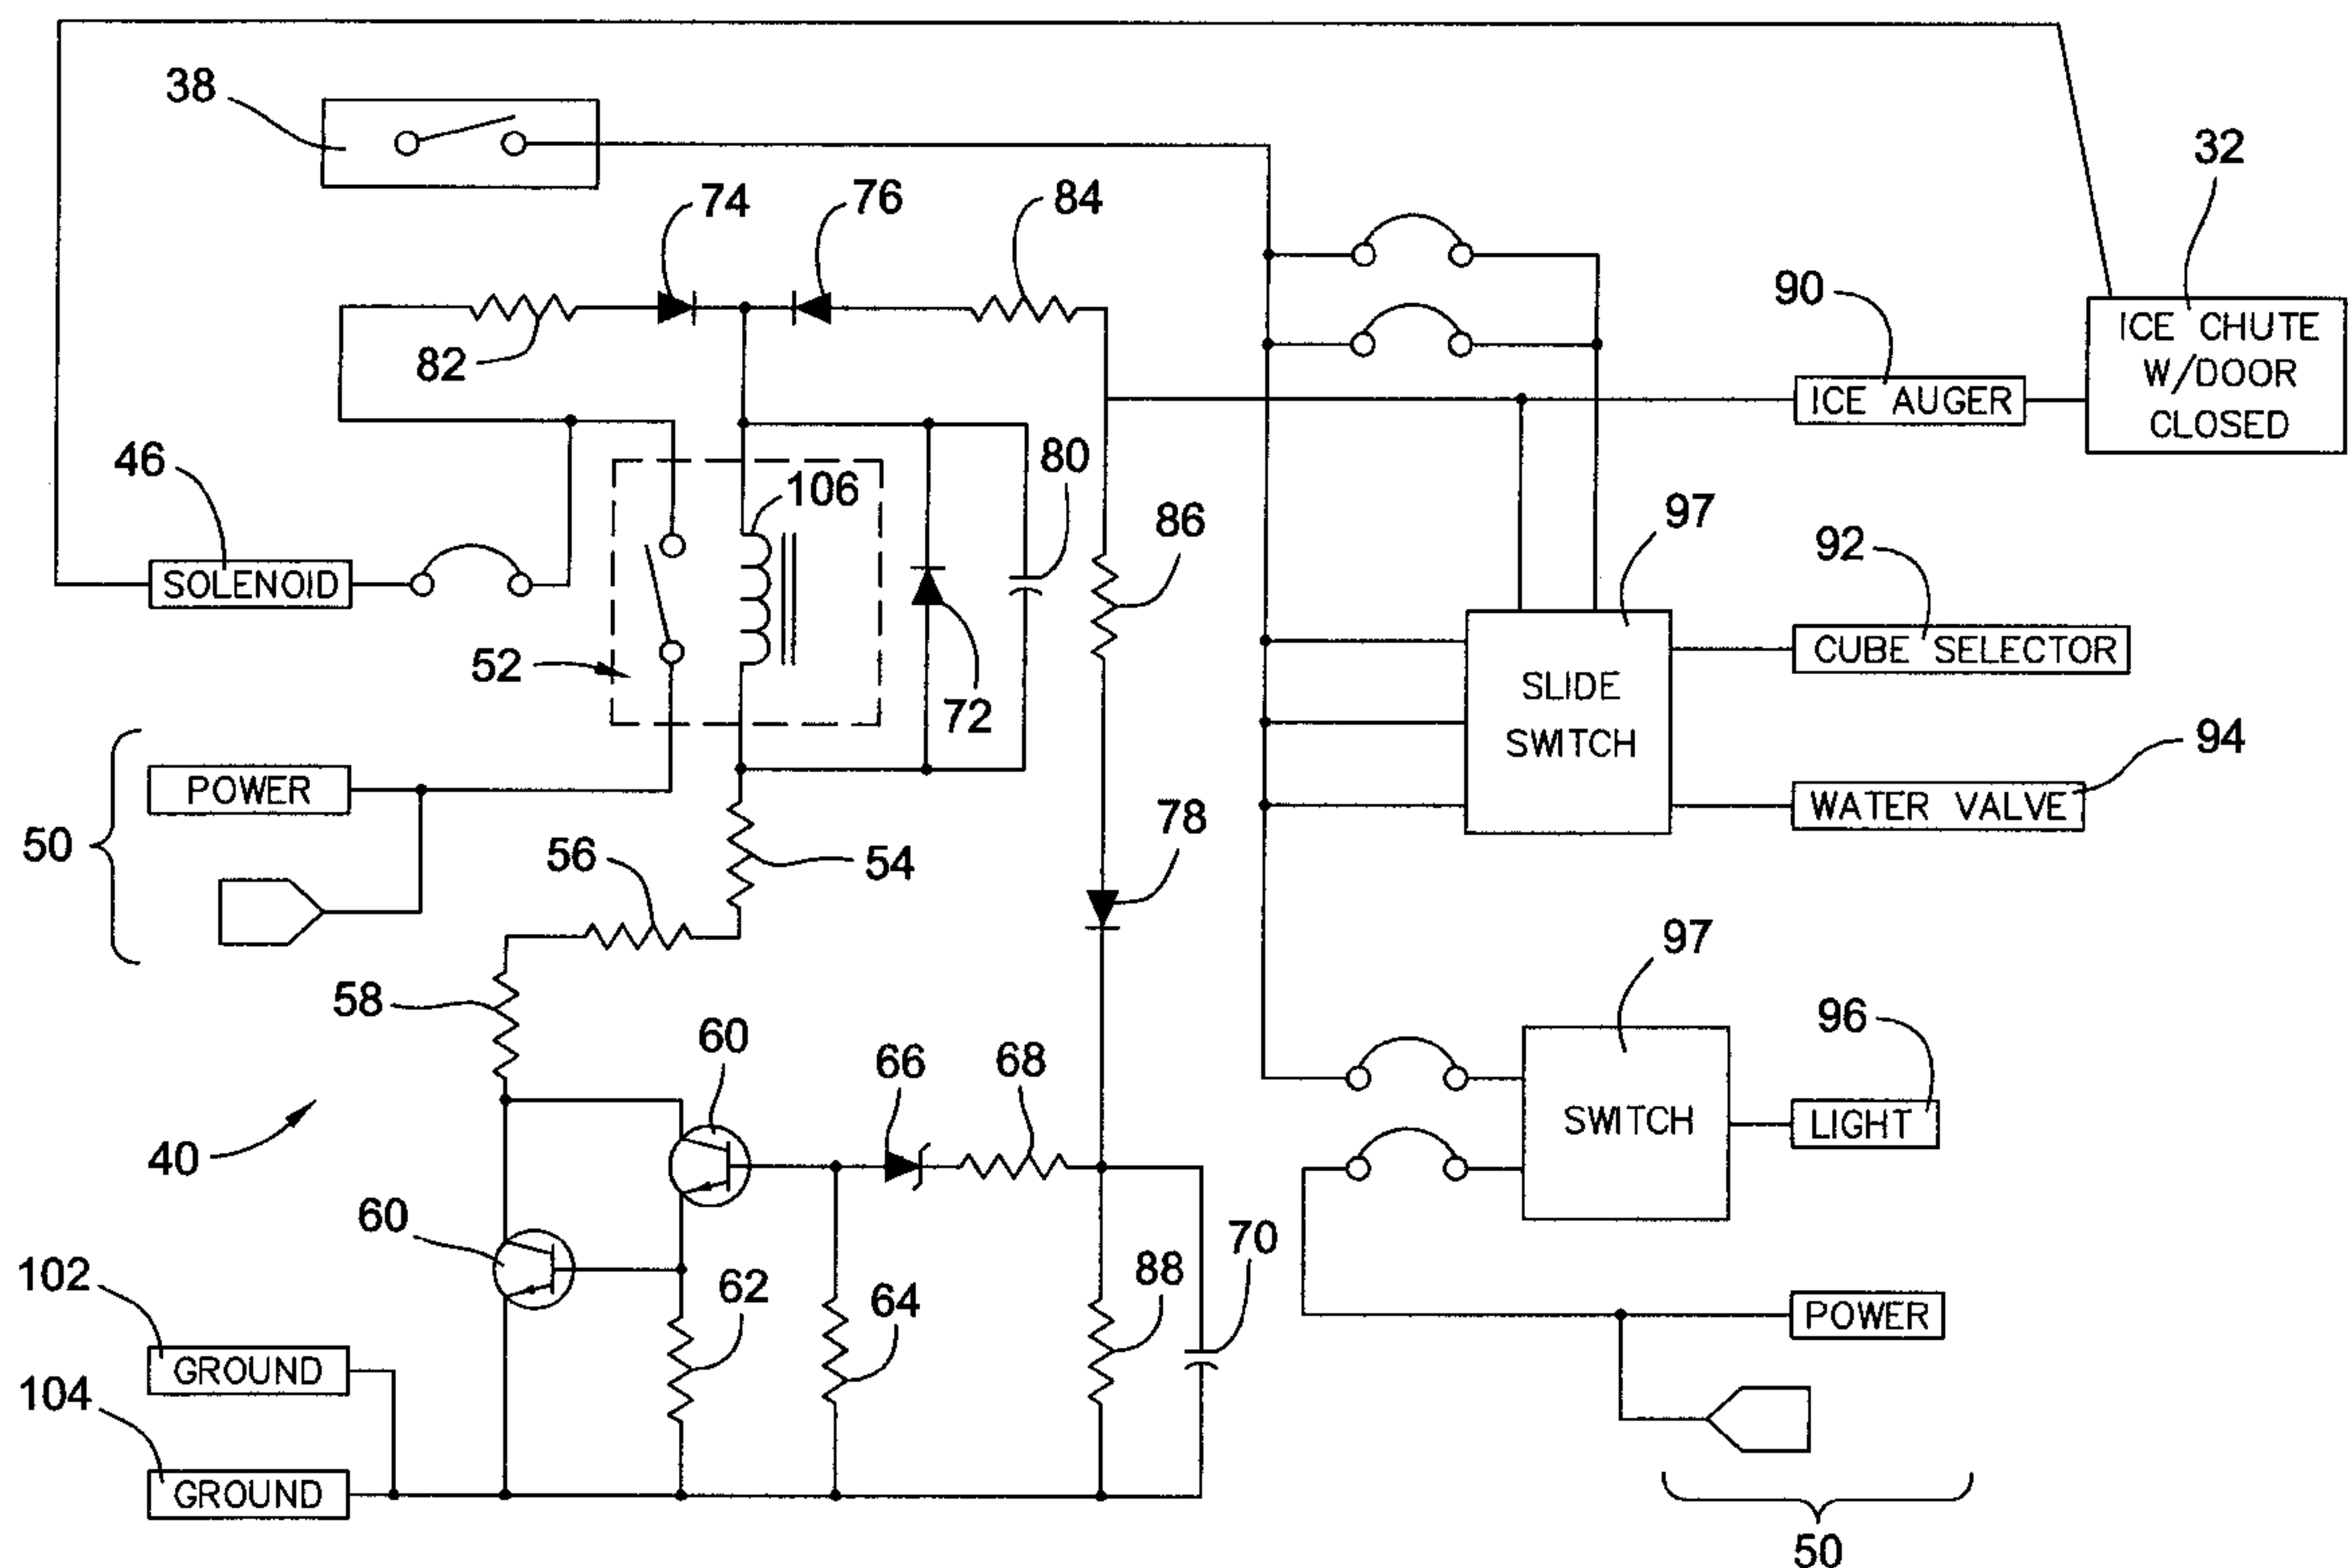 38
74
76
84
32
82
90
ICE CHUTE
W/DOOR
CLOSED
ICE AUGER
46
106
80
86
97
SOLENOID
92
CUBE SELECTOR
52
72
SLIDE
SWITCH
94
POWER
WATER VALVE
50
56
54
78
97
58
60
66
68
96
SWITCH
LIGHT
40
60
102
62
64
88
70
POWER
GROUND
104
GROUND
50